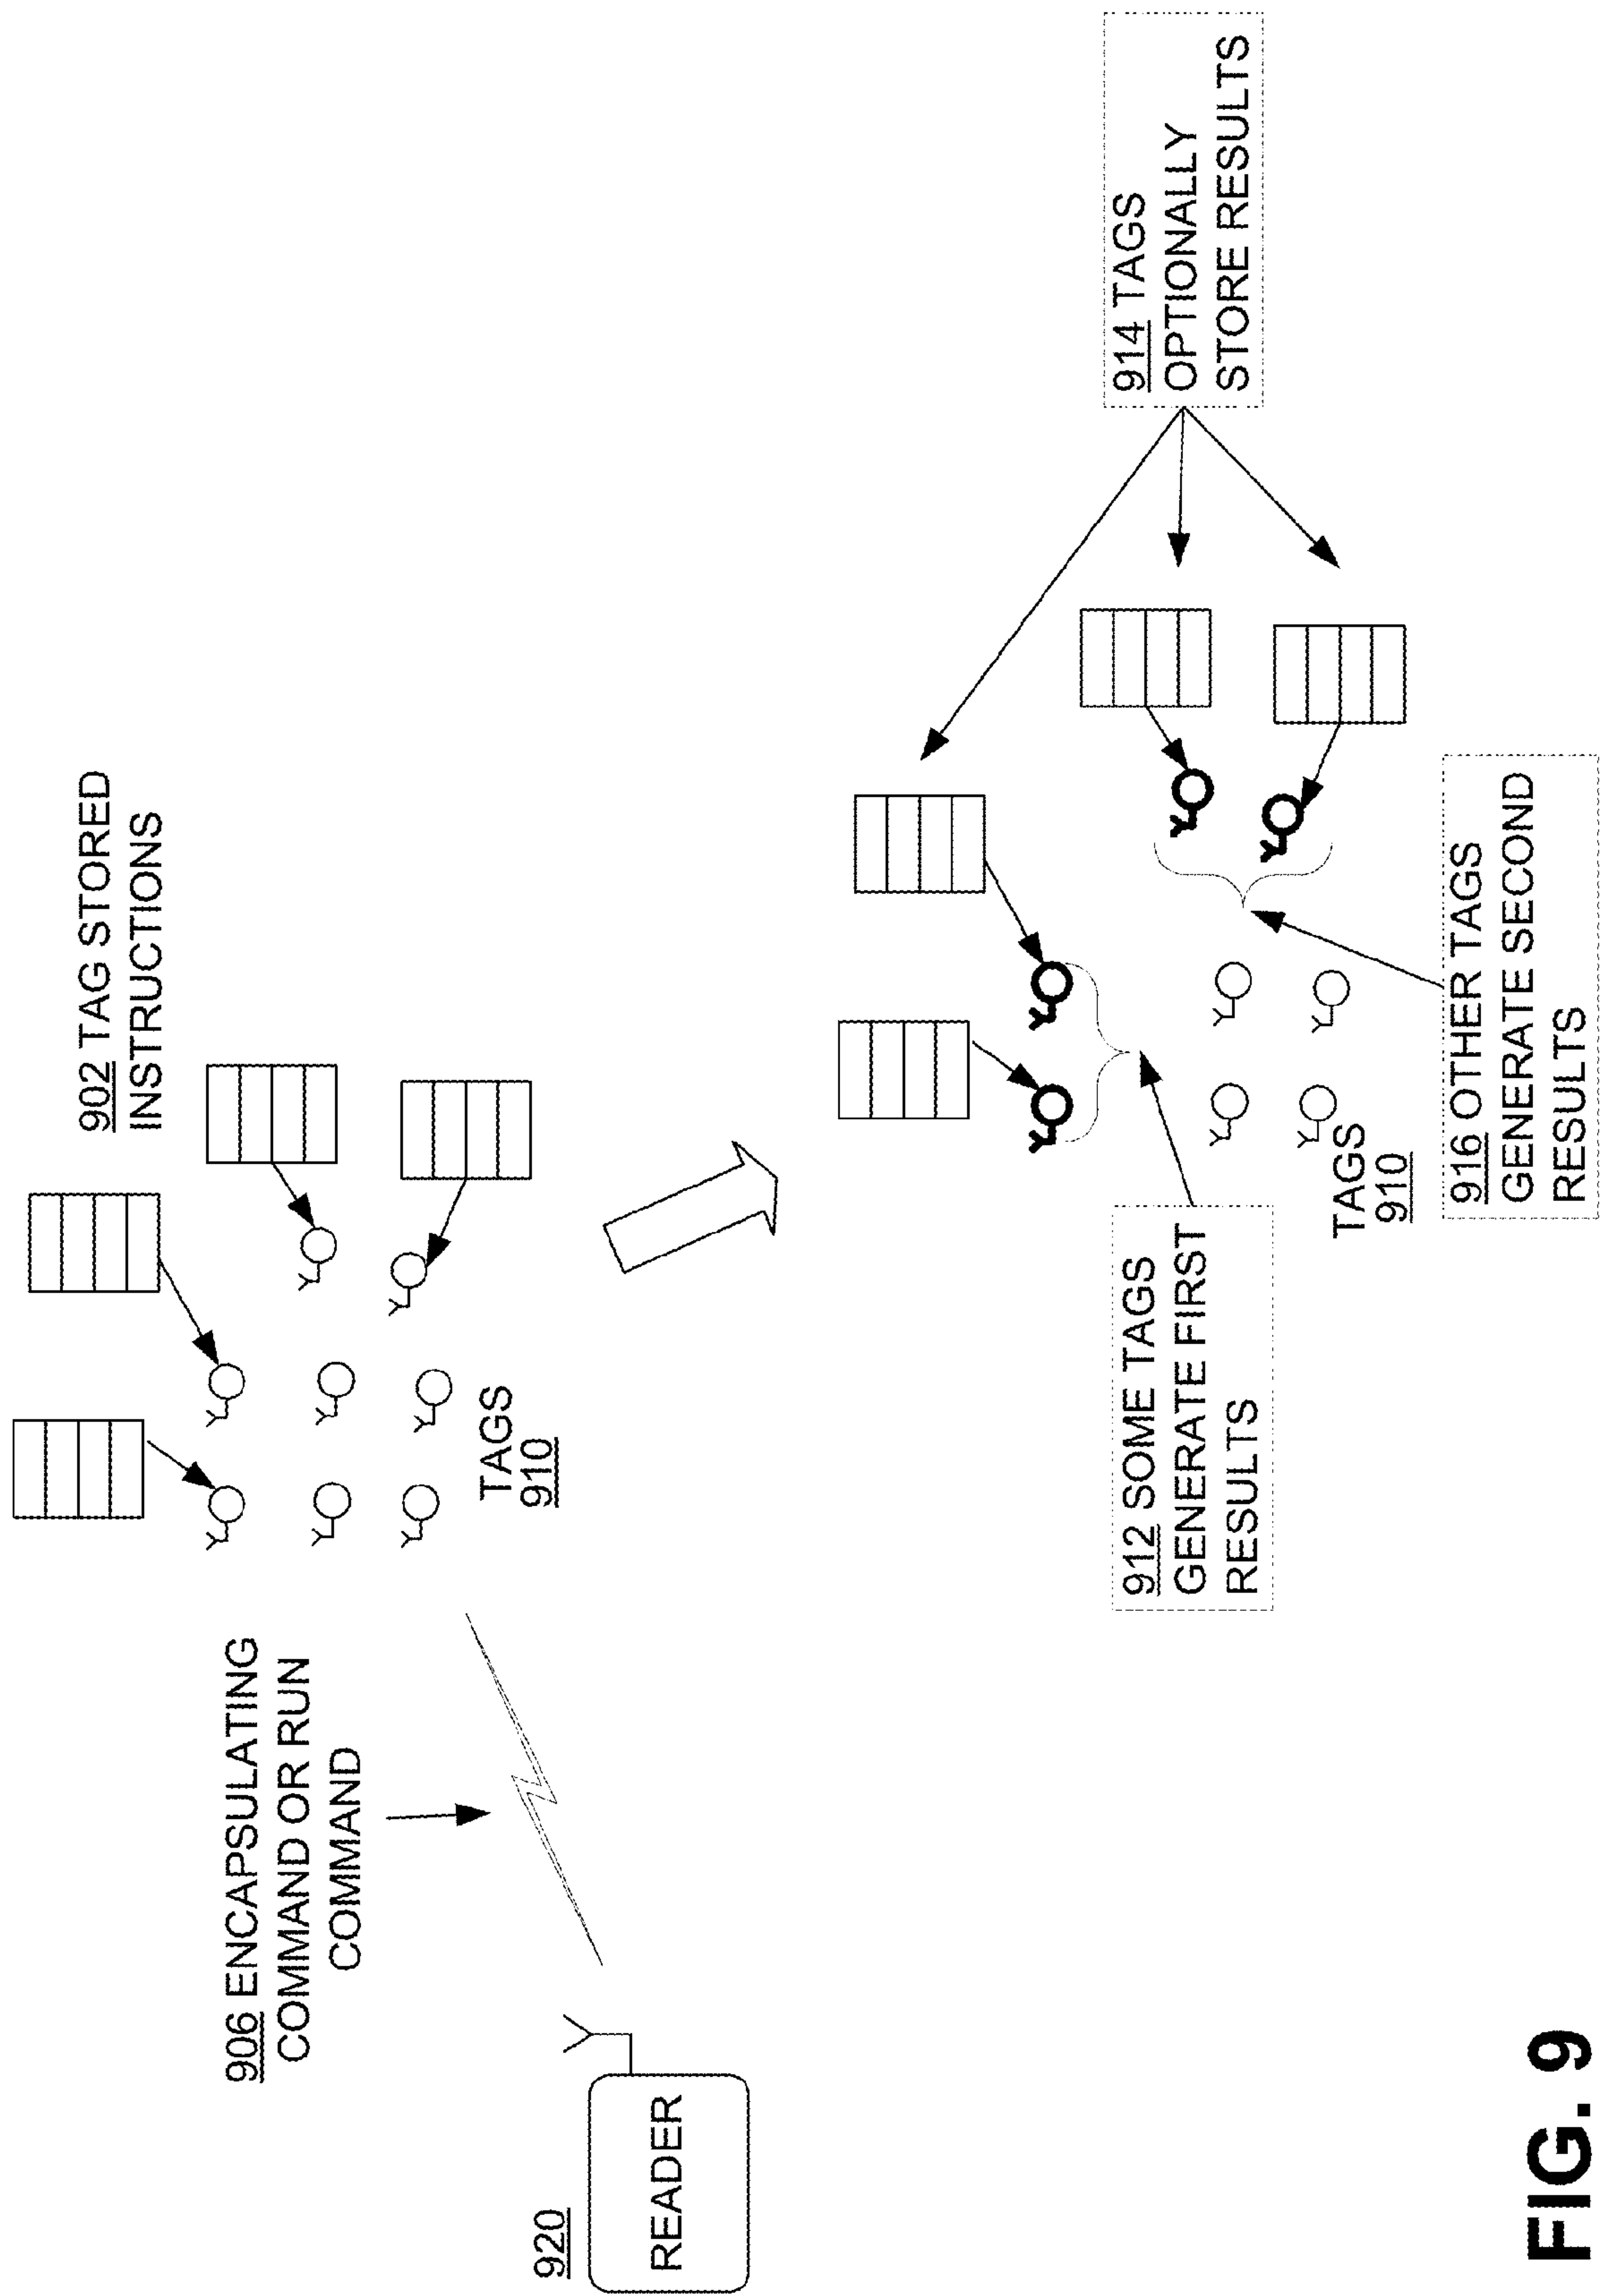 902 TAG STORED
INSTRUCTIONS
906 ENCAPSULATING
COMMAND OR RUN
COMMAND
TAGS
910
920
READER
914 TAGS
OPTIONALLY
STORE RESULTS
912 SOME TAGS
GENERATE FIRST
RESULTS
TAGS
910
916 OTHER TAGS
GENERATE SECOND
RESULTS
FIG. 9